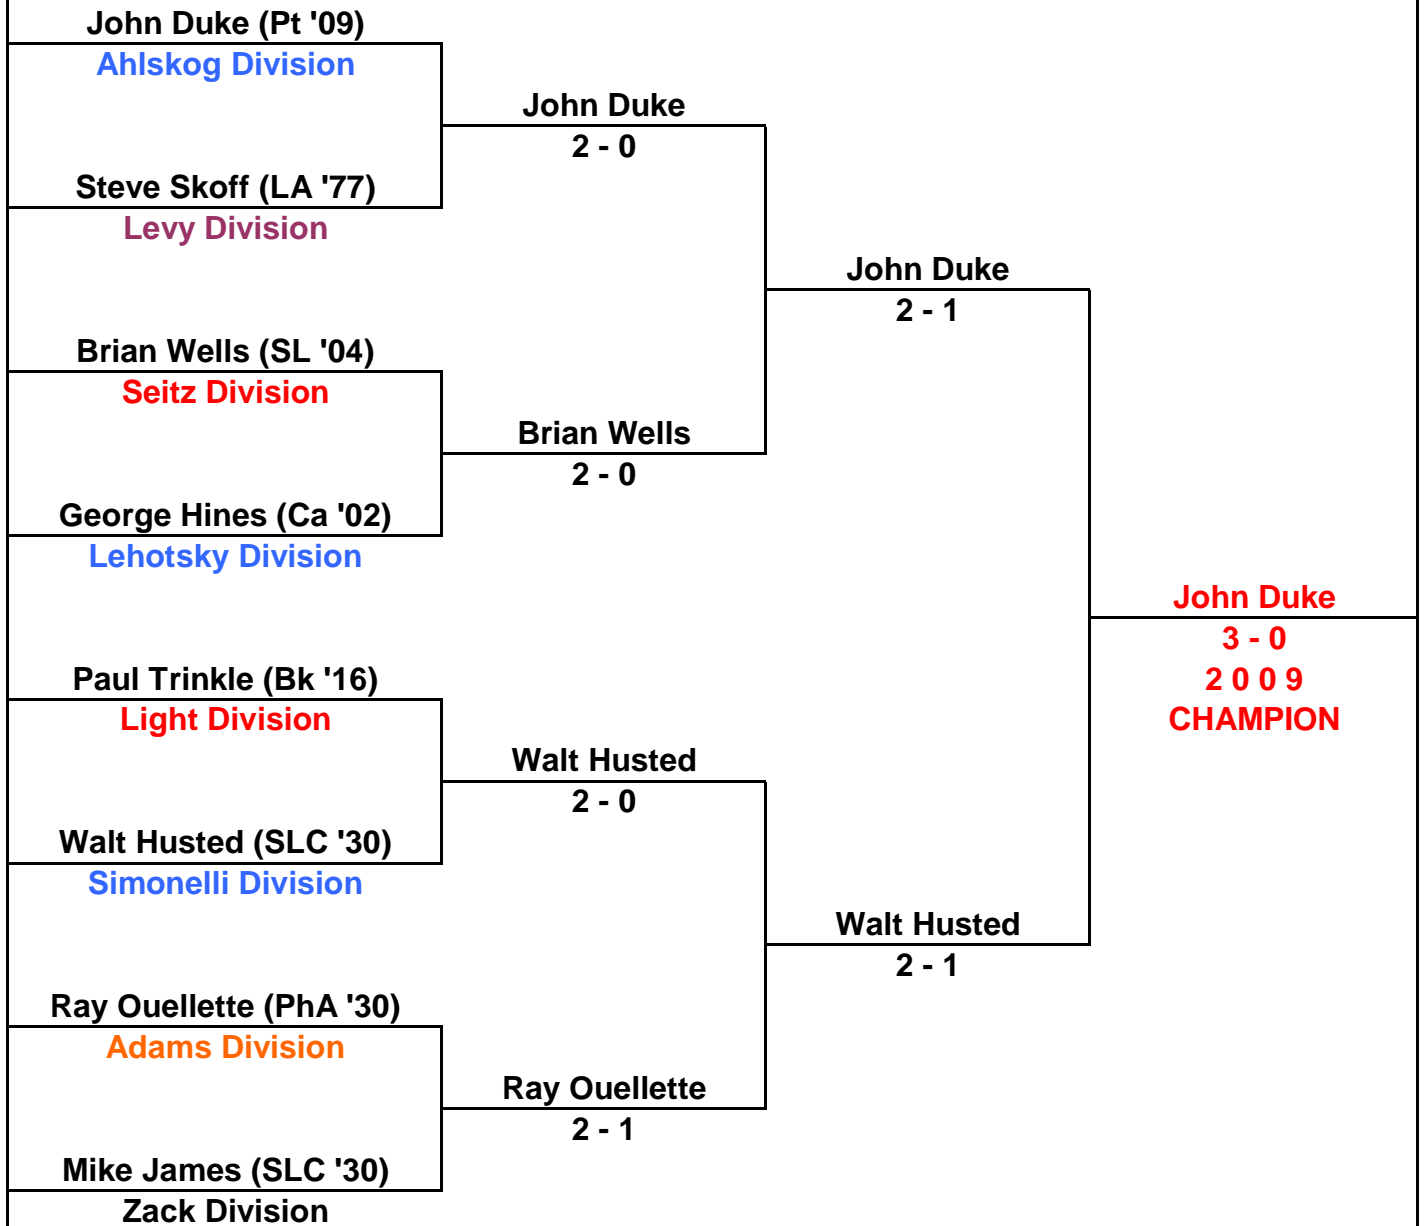 John Duke (Pt '09)
Ahlskog Division
John Duke
2 - 0
Steve Skoff (LA '77)
Levy Division
John Duke
2 - 1
Brian Wells (SL '04)
Seitz Division
Brian Wells
2 - 0
George Hines (Ca '02)
Lehotsky Division
John Duke
3 - 0
2 0 0 9
CHAMPION
Paul Trinkle (Bk '16)
Light Division
Walt Husted
2 - 0
Walt Husted (SLC '30)
Simonelli Division
Walt Husted
2 - 1
Ray Ouellette (PhA '30)
Adams Division
Ray Ouellette
2 - 1
Mike James (SLC '30)
Zack Division